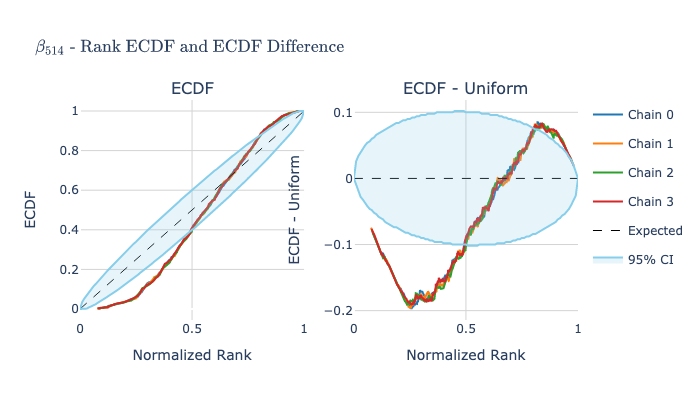 β₅₁₄ - Rank ECDF and ECDF Difference
ECDF
ECDF - Uniform
1
0.8
0.6
0.4
0.2
0
0
0.5
1
ECDF
Normalized Rank
0.1
0
−0.1
−0.2
0
0.5
1
ECDF - Uniform
Normalized Rank
Chain 0
Chain 1
Chain 2
Chain 3
Expected
95% CI